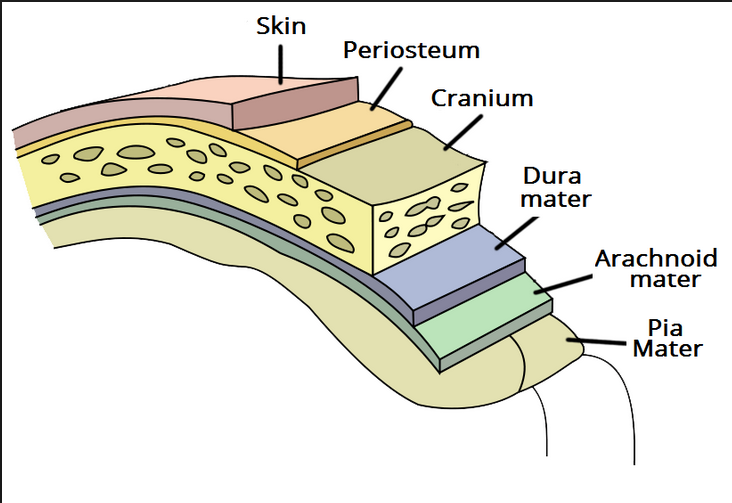 Skin
Periosteum
Cranium
Dura
mater
Arachnoid
mater
Pia
Mater